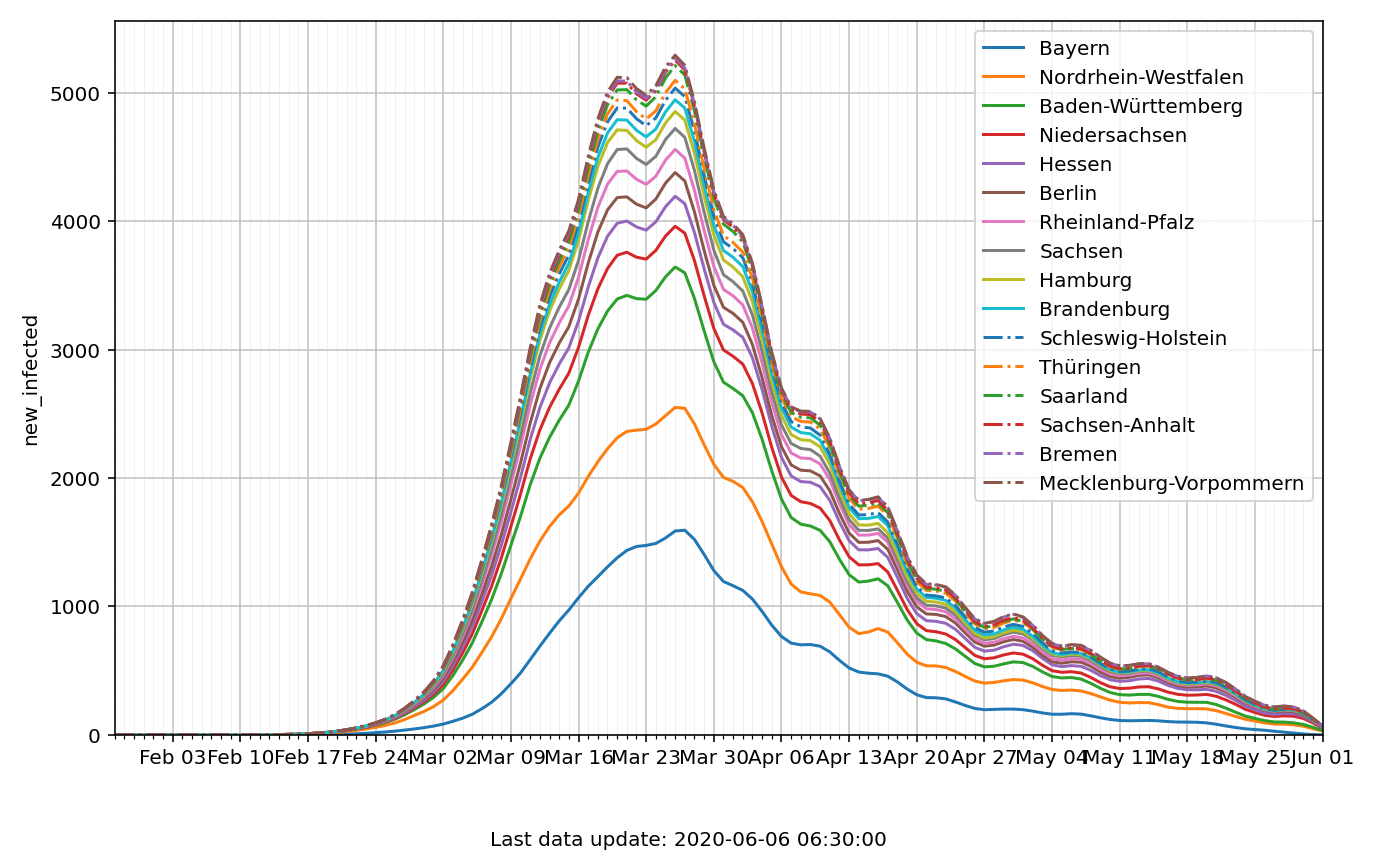 new_infected
5000
4000
3000
2000
1000
0
Bayern
Nordrhein-Westfalen
Baden-Württemberg
Niedersachsen
Hessen
Berlin
Rheinland-Pfalz
Sachsen
Hamburg
Brandenburg
Schleswig-Holstein
Thüringen
Saarland
Sachsen-Anhalt
Bremen
Mecklenburg-Vorpommern
Feb 03 Feb 10 Feb 17 Feb 24 Mar 02 Mar 09 Mar 16 Mar 23 Mar 30 Apr 06 Apr 13 Apr 20 Apr 27 May 04 May 11 May 18 May 25 Jun 01
Last data update: 2020-06-06 06:30:00